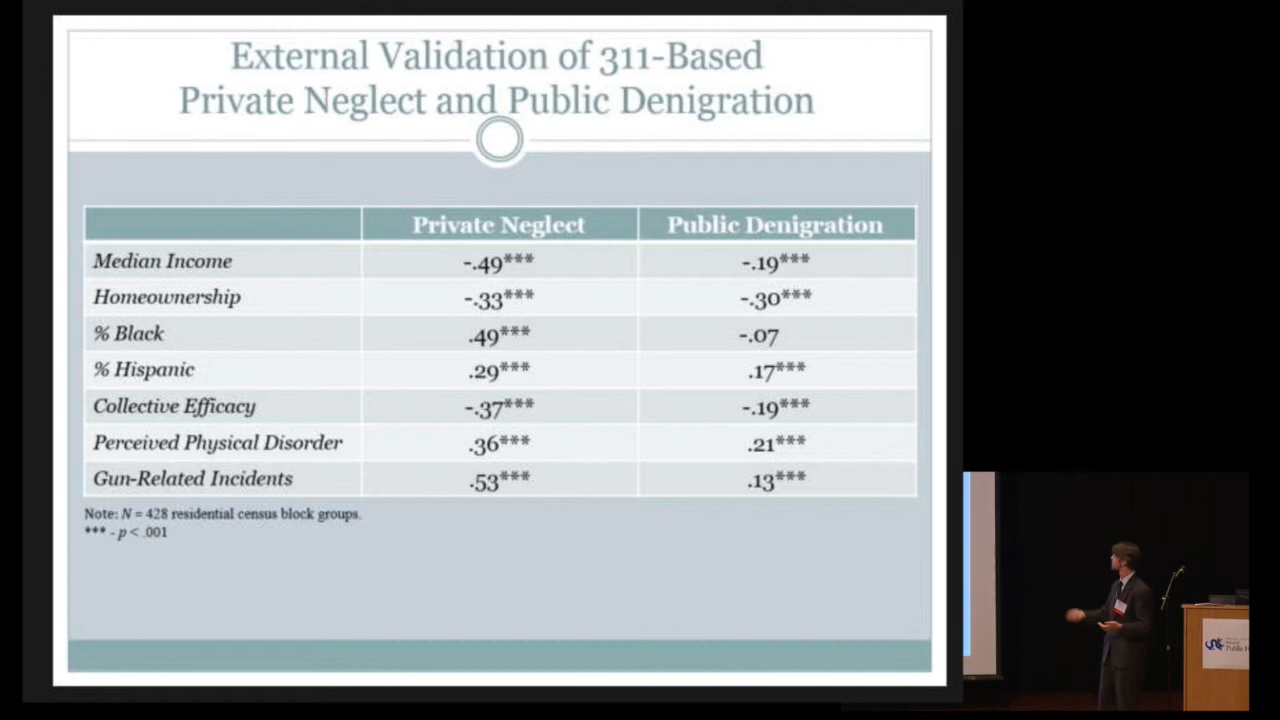 External Validation of 311-Based
Private Neglect and Public Denigration
Private Neglect Public Denigration
Median Income -.49*** -.19***
Homeownership -.33*** -.30***
% Black .49*** -.07
% Hispanic .29*** .17***
Collective Efficacy -.37*** -.19***
Perceived Physical Disorder .36*** .21***
Gun-Related Incidents .53*** .13***
Note: N = 428 residential census block groups.
*** - p < .001
Public